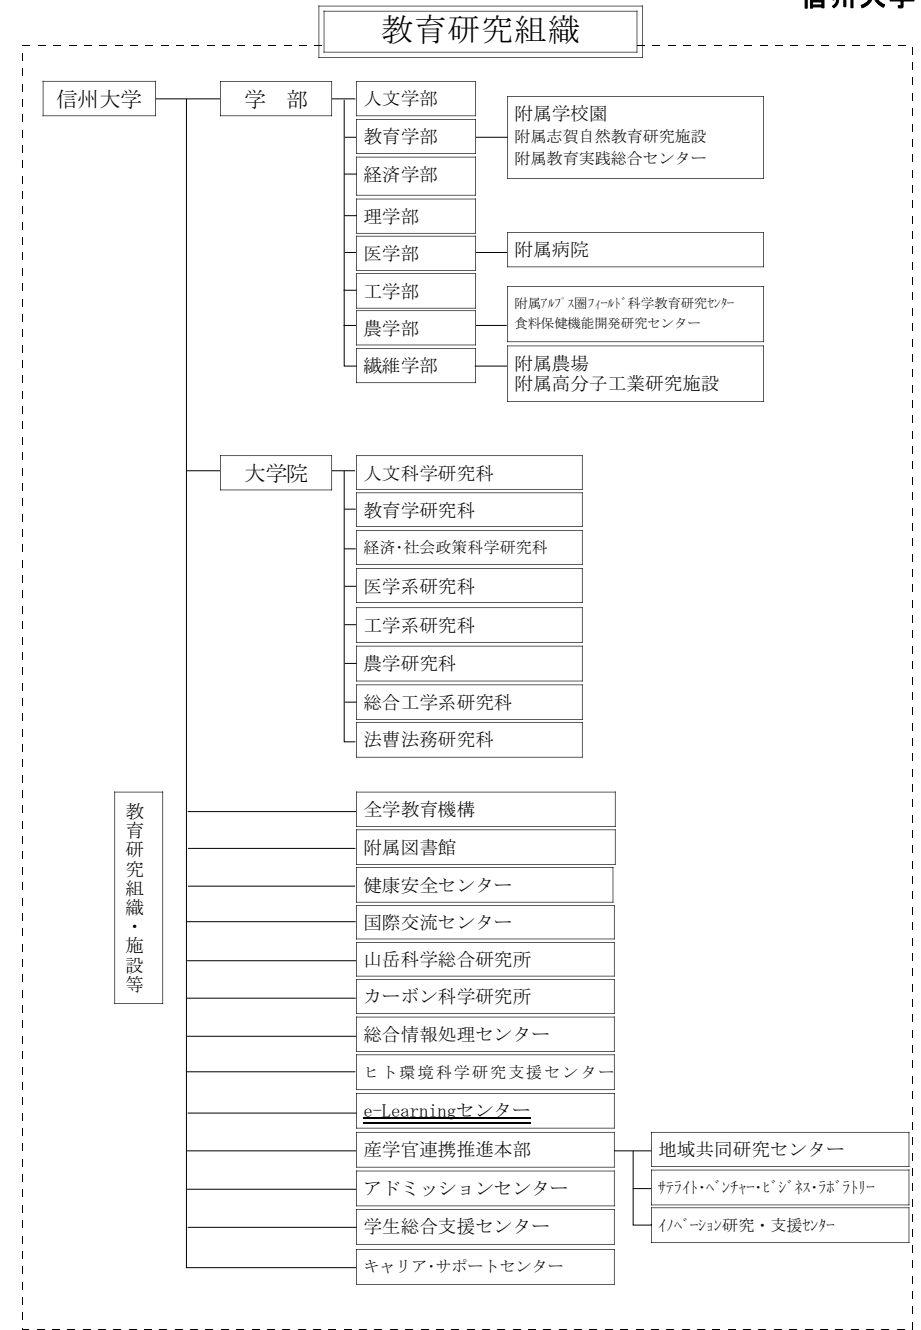 信州大学
教育研究組織
信州大学
学　部
人文学部
教育学部
附属学校園
附属志賀自然教育研究施設
附属教育実践総合センター
経済学部
理学部
医学部
附属病院
工学部
農学部
附属ｱﾙﾌﾟｽ圏ﾌｨｰﾙﾄﾞ科学教育研究ｾﾝﾀｰ
食料保健機能開発研究センター
繊維学部
附属農場
附属高分子工業研究施設
大学院
人文科学研究科
教育学研究科
経済・社会政策科学研究科
医学系研究科
工学系研究科
農学研究科
総合工学系研究科
法曹法務研究科
教育研究組織・施設等
全学教育機構
附属図書館
健康安全センター
国際交流センター
山岳科学総合研究所
カーボン科学研究所
総合情報処理センター
ヒト環境科学研究支援センター
e-Learningセンター
産学官連携推進本部
地域共同研究センター
ｻﾃﾗｲﾄ・ﾍﾞﾝﾁｬｰ・ﾋﾞｼﾞﾈｽ・ﾗﾎﾞﾗﾄﾘｰ
ｲﾉﾍﾞｰｼｮﾝ研究・支援ｾﾝﾀｰ
アドミッションセンター
学生総合支援センター
キャリア・サポートセンター